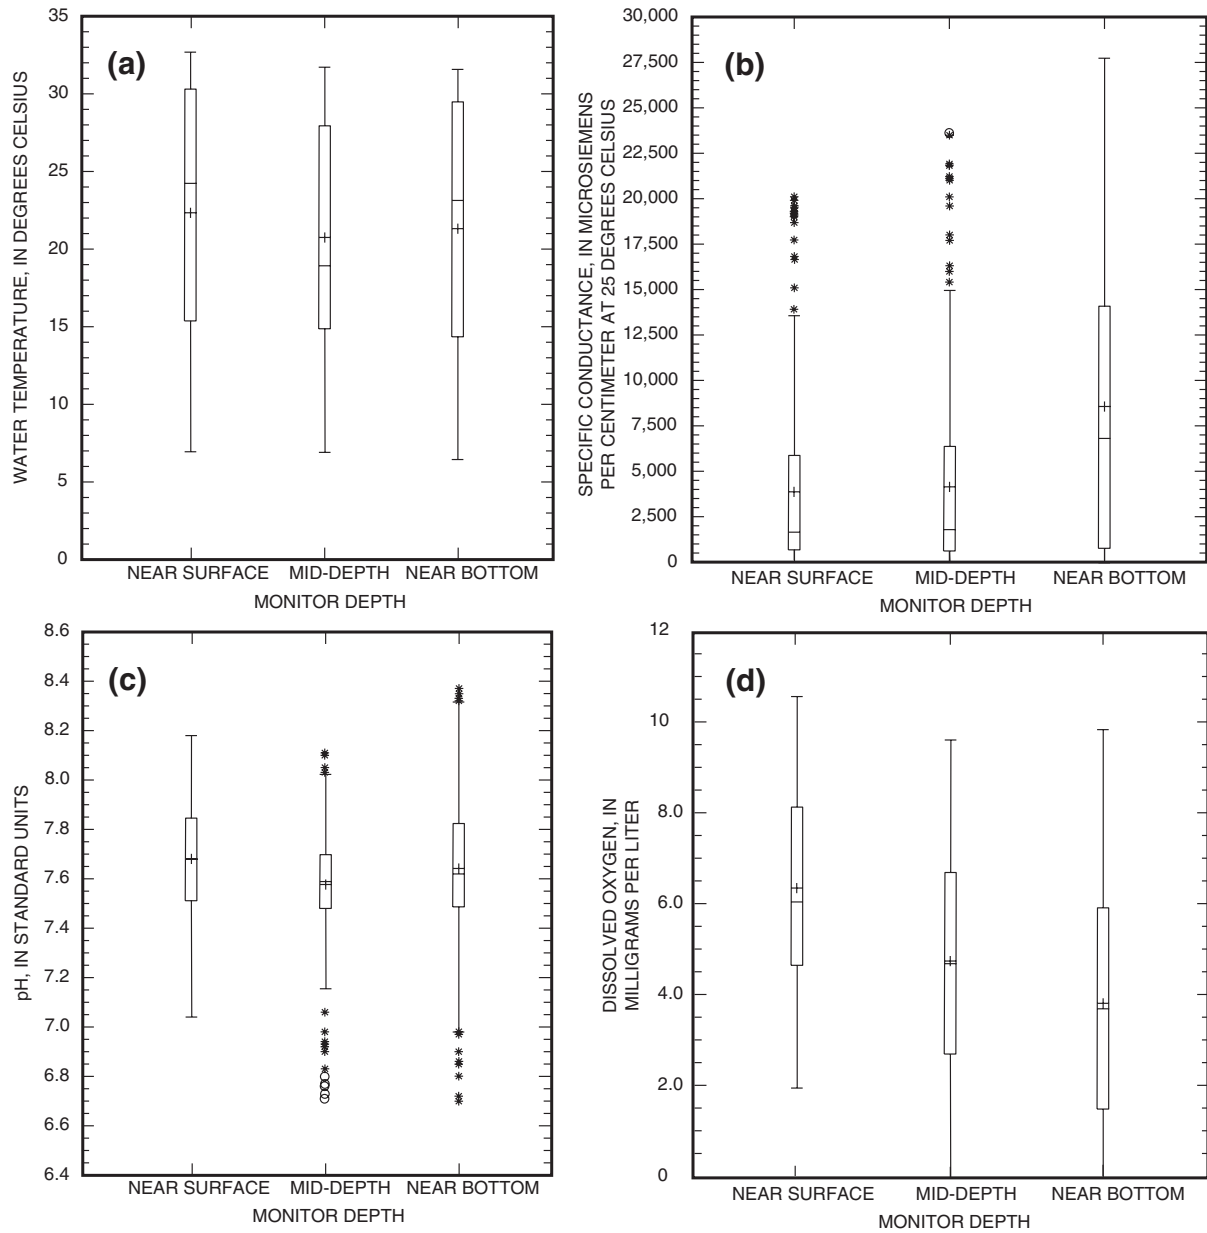 (a)
WATER TEMPERATURE, IN DEGREES CELSIUS
35
30
25
20
15
10
5
0
NEAR SURFACE MID-DEPTH NEAR BOTTOM
MONITOR DEPTH
(b)
SPECIFIC CONDUCTANCE, IN MICROSIEMENS
PER CENTIMETER AT 25 DEGREES CELSIUS
30,000
27,500
25,000
22,500
20,000
17,500
15,000
12,500
10,000
7,500
5,000
2,500
0
NEAR SURFACE MID-DEPTH NEAR BOTTOM
MONITOR DEPTH
(c)
pH, IN STANDARD UNITS
8.6
8.4
8.2
8.0
7.8
7.6
7.4
7.2
7.0
6.8
6.6
6.4
NEAR SURFACE MID-DEPTH NEAR BOTTOM
MONITOR DEPTH
(d)
DISSOLVED OXYGEN, IN
MILLIGRAMS PER LITER
12
10
8.0
6.0
4.0
2.0
0
NEAR SURFACE MID-DEPTH NEAR BOTTOM
MONITOR DEPTH